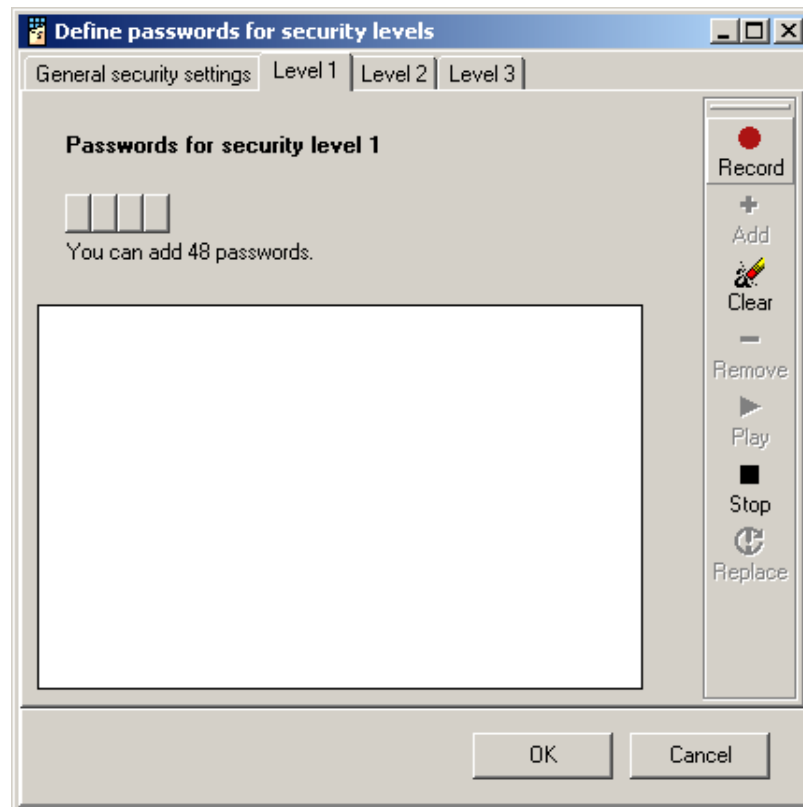 Define passwords for security levels
General security settings Level 1 Level 2 Level 3
Passwords for security level 1
You can add 48 passwords.
Record
Add
Clear
Remove
Play
Stop
Replace
OK Cancel